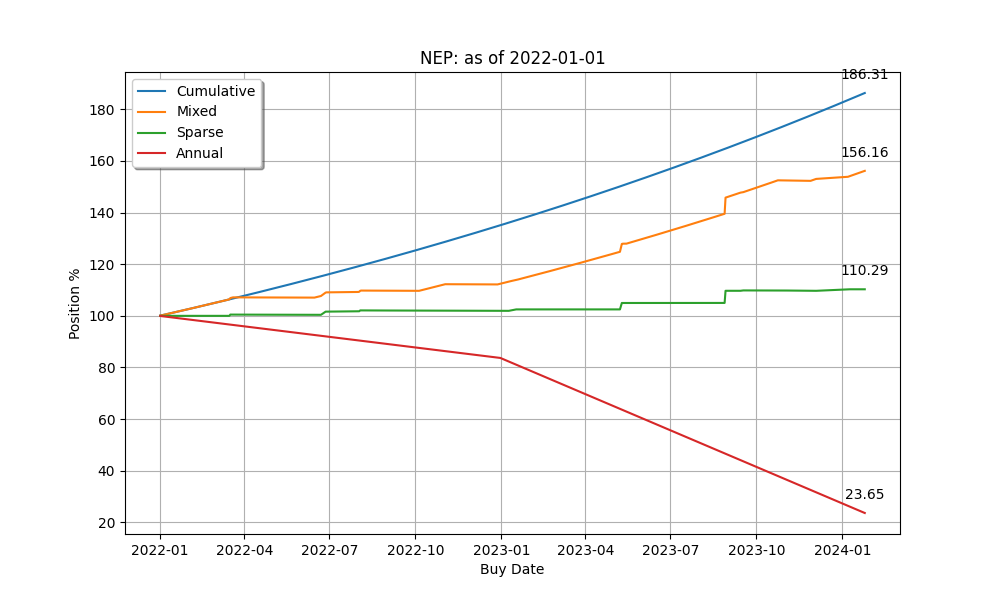 NEP: as of 2022-01-01
186.31
Cumulative
Mixed
Sparse
Annual
156.16
110.29
23.65
180
160
140
120
100
80
60
40
20
Position %
2022-01 2022-04 2022-07 2022-10 2023-01 2023-04 2023-07 2023-10 2024-01
Buy Date